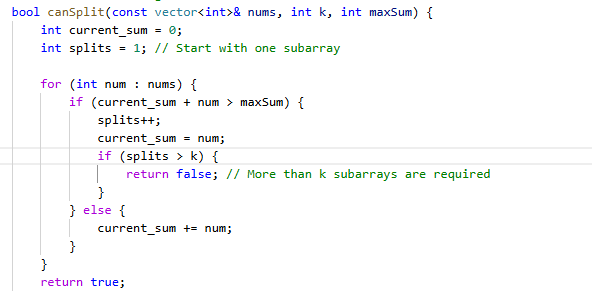 bool canSplit(const vector<int>& nums, int k, int maxSum) {
    int current_sum = 0;
    int splits = 1; // Start with one subarray

    for (int num : nums) {
        if (current_sum + num > maxSum) {
            splits++;
            current_sum = num;
            if (splits > k) {
                return false; // More than k subarrays are required
            }
        } else {
            current_sum += num;
        }
    }
    return true;